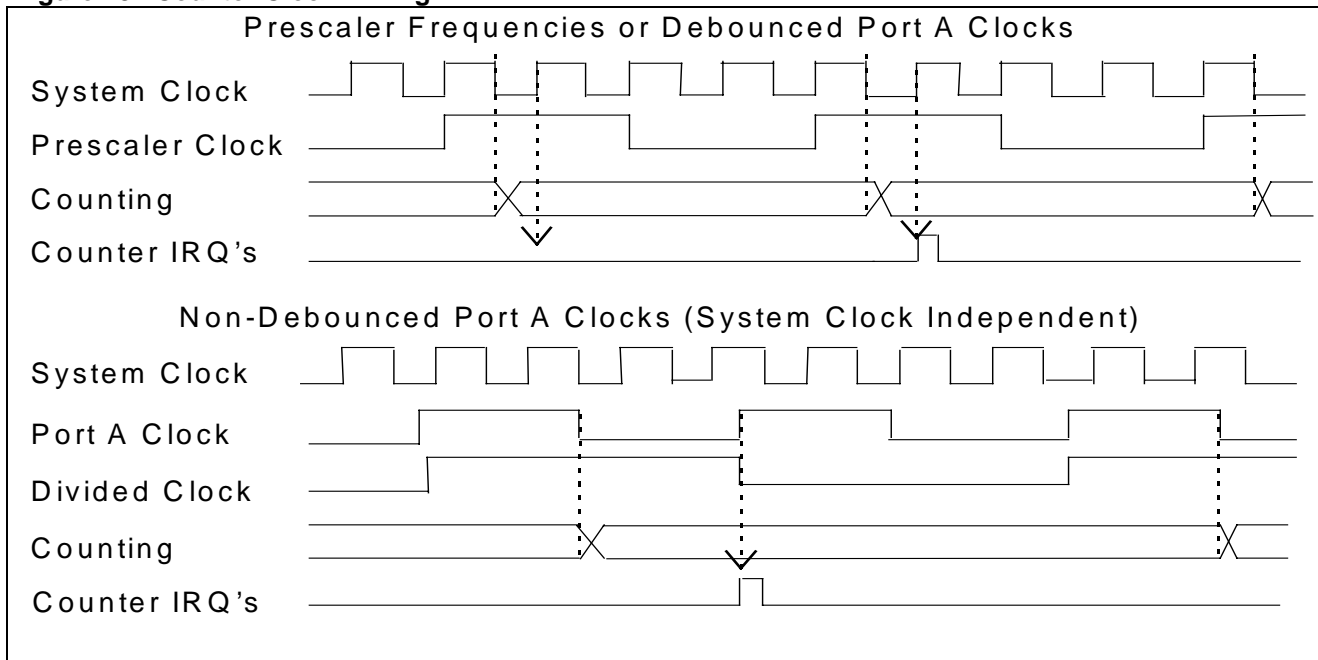 Prescaler Frequencies or Debounced Port A Clocks
System Clock
Prescaler Clock
Counting
Counter IRQ's
Non-Debounced Port A Clocks (System Clock Independent)
System Clock
Port A Clock
Divided Clock
Counting
Counter IRQ's